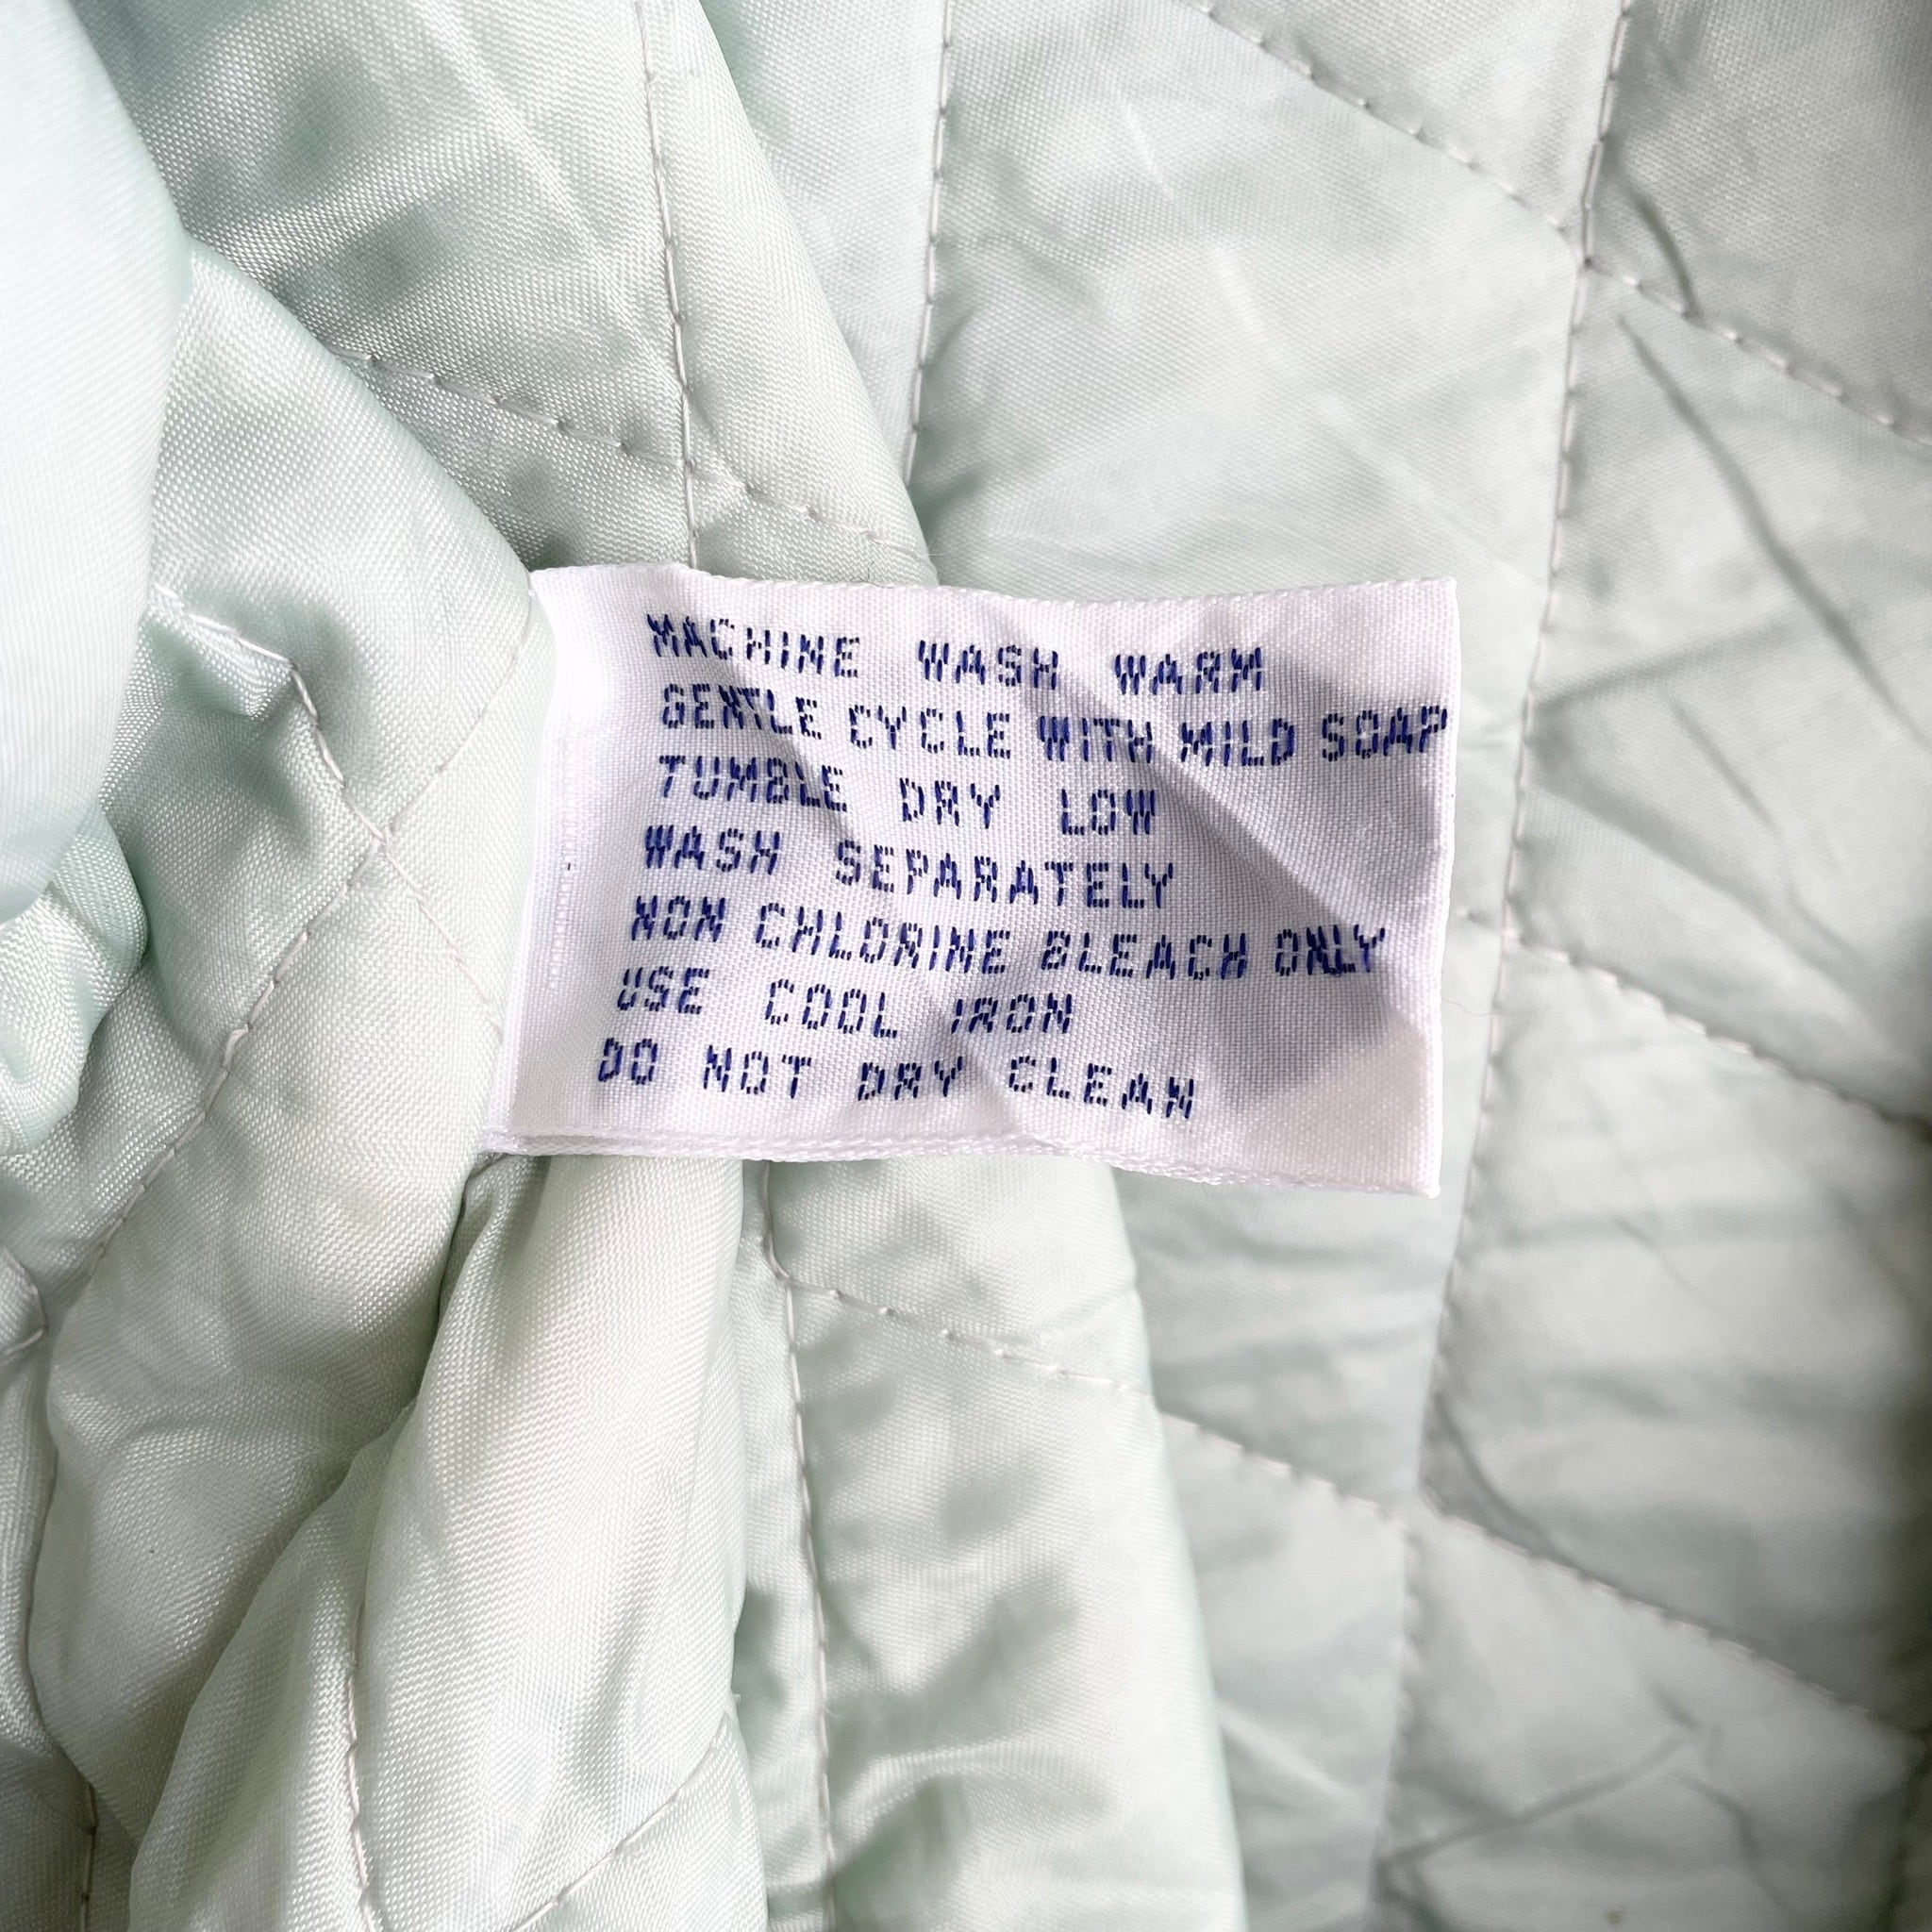 MACHINE WASH WARM
GENTLE CYCLE WITH MILD SOAP
TUMBLE DRY LOW
WASH SEPARATELY
NON CHLORINE BLEACH ONLY
USE COOL IRON
DO NOT DRY CLEAN